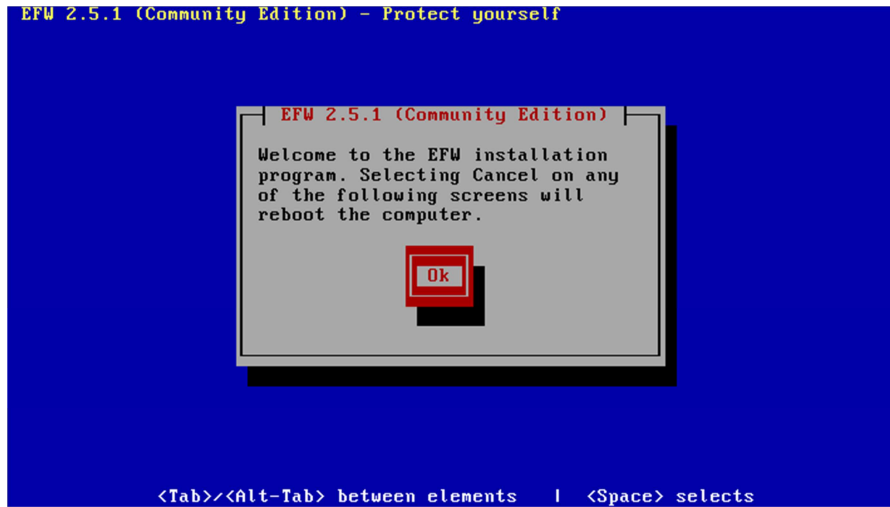 EFW 2.5.1 (Community Edition) - Protect yourself
EFW 2.5.1 (Community Edition)
Welcome to the EFW installation
program. Selecting Cancel on any
of the following screens will
reboot the computer.
Ok
<Tab>/<Alt-Tab> between elements | <Space> selects